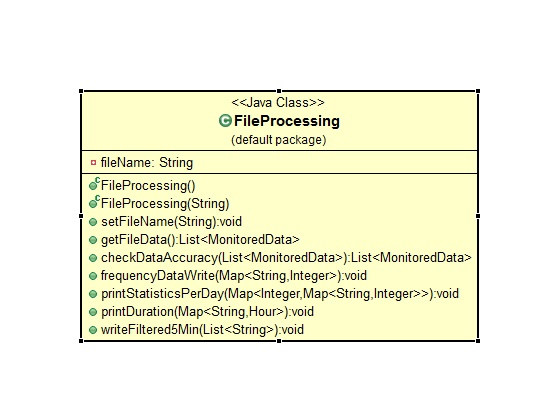 <<Java Class>>
FileProcessing
(default package)
fileName: String
FileProcessing()
FileProcessing(String)
setFileName(String):void
getFileData():List<MonitoredData>
checkDataAccuracy(List<MonitoredData>):List<MonitoredData>
frequencyDataWrite(Map<String,Integer>):void
printStatisticsPerDay(Map<Integer,Map<String,Integer>>):void
printDuration(Map<String,Hour>):void
writeFiltered5Min(List<String>):void